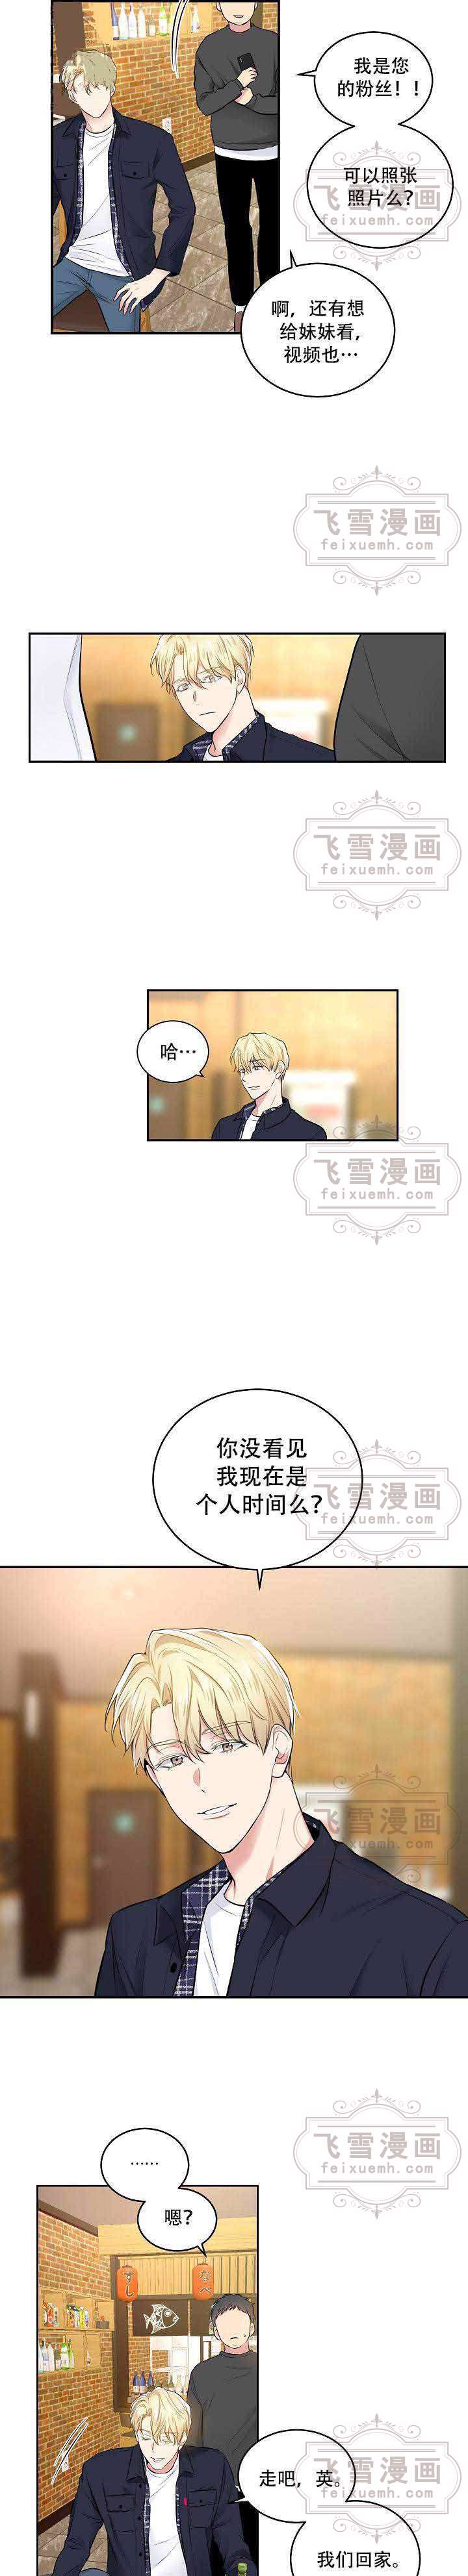 我是您
的粉丝！！
可以照张
照片么？
飞雪漫画
feixuemh.com
啊，还有想
给妹妹看，
视频也…
飞雪漫画
feixuemh.com
飞雪漫画
feixuemh.com
哈…
飞雪漫画
feixuemh.com
你没看见
我现在是
个人时间么？
飞雪漫画
feixuemh.com
飞雪漫画
feixuemh.com
飞雪漫画
feixuemh.com
……
嗯？
すし
なべ
飞雪漫画
feixuemh.com
走吧，英。
我们回家。